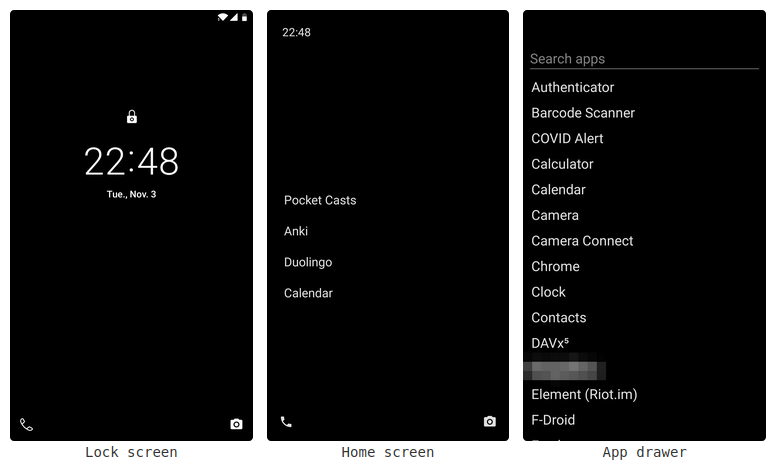 22:48
Tue., Nov. 3
Lock screen
22:48
Pocket Casts
Anki
Duolingo
Calendar
Home screen
Search apps
Authenticator
Barcode Scanner
COVID Alert
Calculator
Calendar
Camera
Camera Connect
Chrome
Clock
Contacts
DAVx⁵
Element (Riot.im)
F-Droid
App drawer